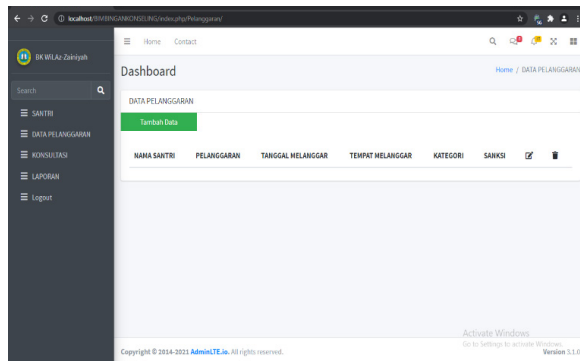 localhost/BIMBINGANKONSELING/index.php/Pelanggaran/
BK WiLAz-Zainiyah
Home Contact
Dashboard
Home / DATA PELANGGARAN
Search
SANTRI
DATA PELANGGARAN
KONSULTASI
LAPORAN
Logout
DATA PELANGGARAN
Tambah Data
NAMA SANTRI PELANGGARAN TANGGAL MELANGGAR TEMPAT MELANGGAR KATEGORI SANKSI
Activate Windows
Go to Settings to activate Windows.
Copyright © 2014-2021 AdminLTE.io. All rights reserved.
Version 3.1.0